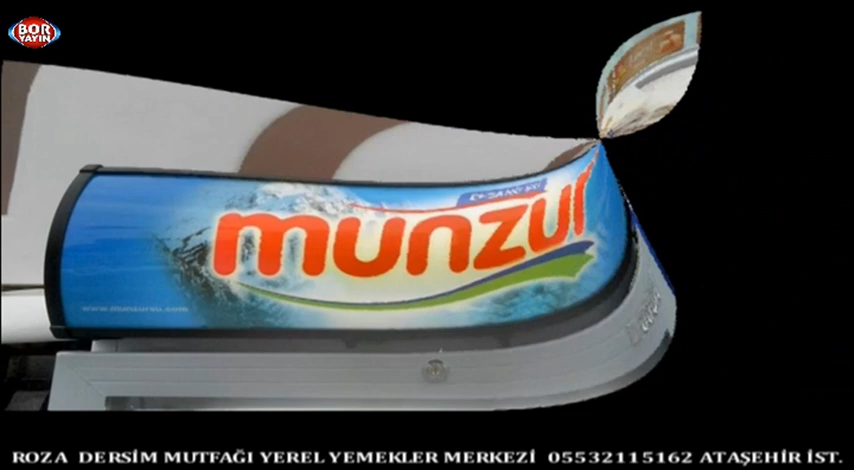 BOR
YAYIN
munzur
www.munzursu.com
ROZA DERSİM MUTFAĞI YEREL YEMEKLER MERKEZİ 05532115162 ATAŞEHİR İST.